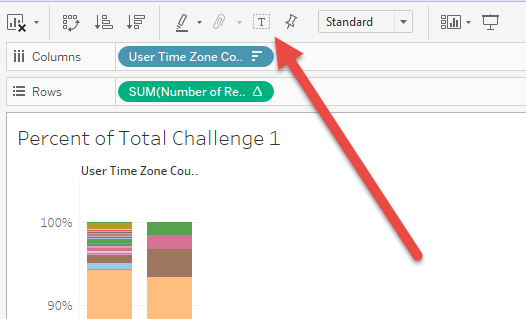 T
Standard
Columns
User Time Zone Co..
Rows
SUM(Number of Re..
Percent of Total Challenge 1
User Time Zone Cou..
100%
90%